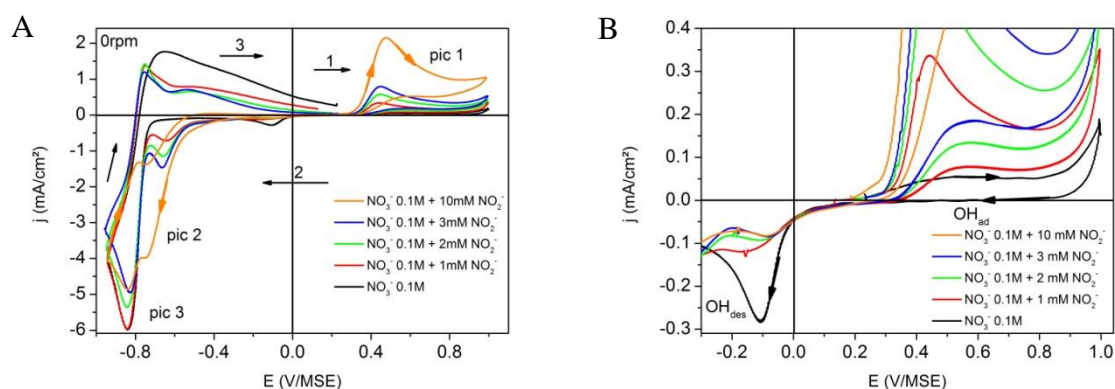 A
0rpm
3
1
pic 1
2
pic 2
pic 3
NO₃⁻ 0.1M + 10mM NO₂⁻
NO₃⁻ 0.1M + 3mM NO₂⁻
NO₃⁻ 0.1M + 2mM NO₂⁻
NO₃⁻ 0.1M + 1mM NO₂⁻
NO₃⁻ 0.1M
j (mA/cm²)
2
1
0
-1
-2
-3
-4
-5
-6
-0.8 -0.4 0.0 0.4 0.8
E (V/MSE)
B
j (mA/cm²)
0.4
0.3
0.2
0.1
0.0
-0.1
-0.2
-0.3
OH_ad
OH_des
NO₃⁻ 0.1M + 10 mM NO₂⁻
NO₃⁻ 0.1M + 3 mM NO₂⁻
NO₃⁻ 0.1M + 2 mM NO₂⁻
NO₃⁻ 0.1M + 1 mM NO₂⁻
NO₃⁻ 0.1M
-0.2 0.0 0.2 0.4 0.6 0.8 1.0
E (V/MSE)